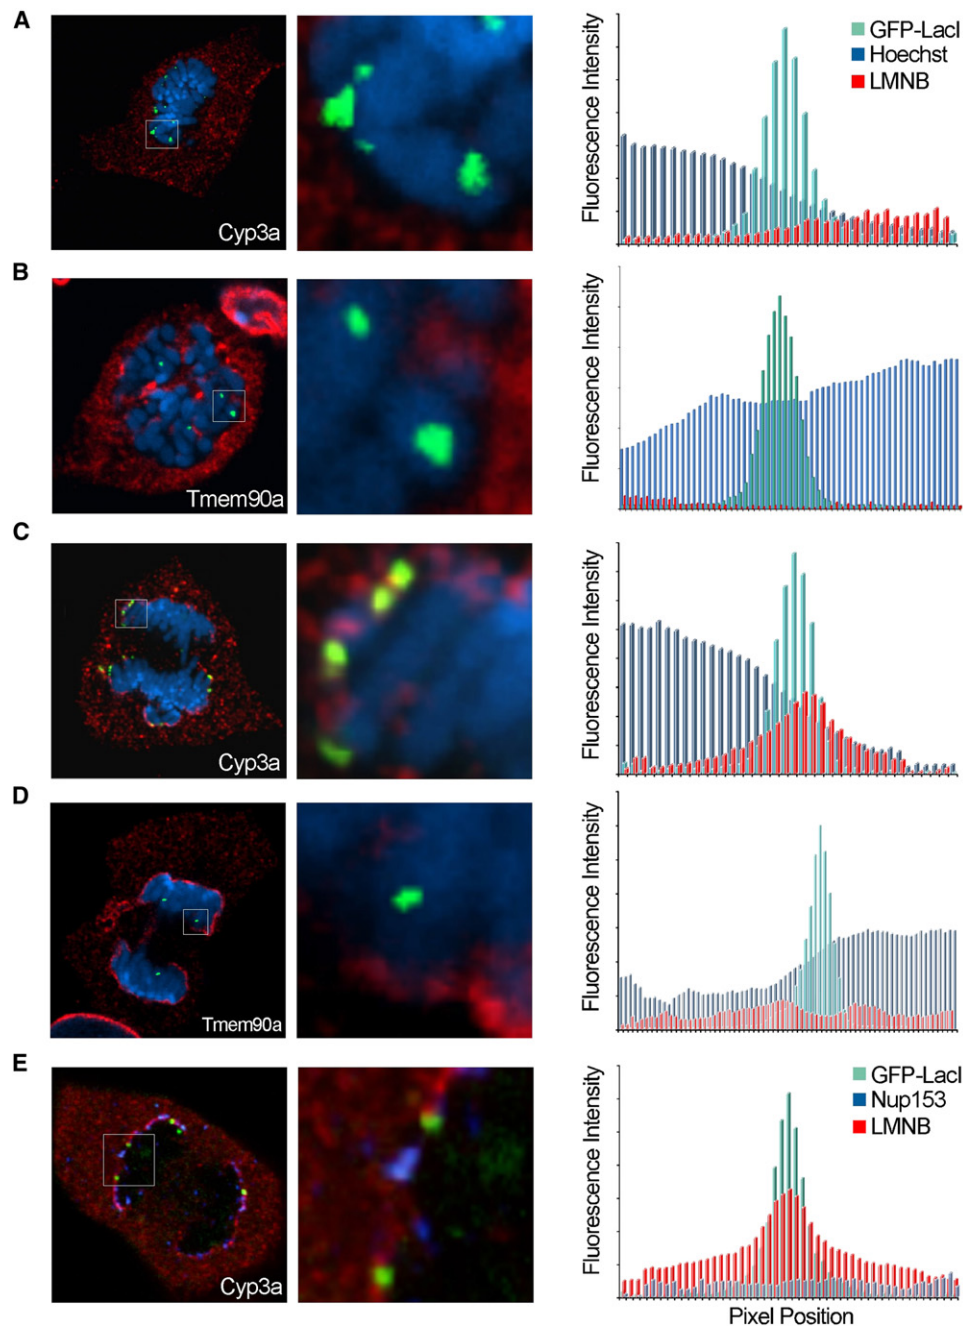 A
Cyp3a
Fluorescence Intensity
GFP-LacI
Hoechst
LMNB
B
Tmem90a
Fluorescence Intensity
C
Cyp3a
Fluorescence Intensity
D
Tmem90a
Fluorescence Intensity
E
Cyp3a
Fluorescence Intensity
GFP-LacI
Nup153
LMNB
Pixel Position